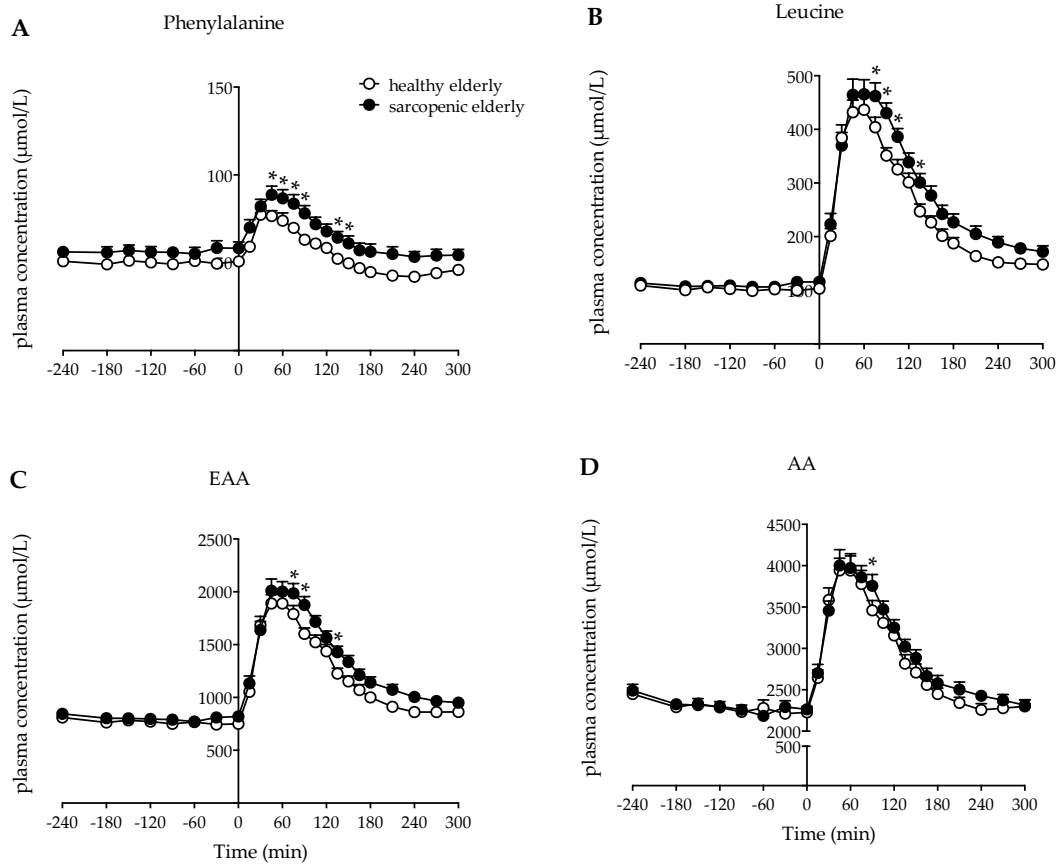 A
Phenylalanine
plasma concentration (μmol/L)
150
100
50
healthy elderly
sarcopenic elderly
* * * * * *
-240 -180 -120 -60 0 60 120 180 240 300
B
Leucine
plasma concentration (μmol/L)
500
400
300
200
100
* * * *
-240 -180 -120 -60 0 60 120 180 240 300
C
EAA
plasma concentration (μmol/L)
2500
2000
1500
1000
500
* * *
-240 -180 -120 -60 0 60 120 180 240 300
Time (min)
D
AA
plasma concentration (μmol/L)
4500
4000
3500
3000
2500
2000
500
*
-240 -180 -120 -60 0 60 120 180 240 300
Time (min)